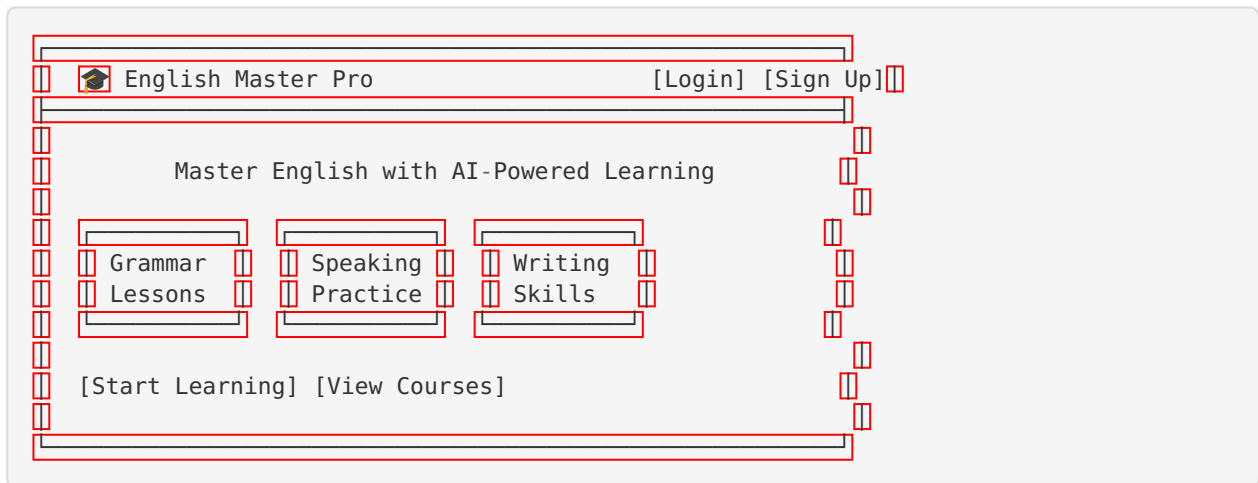 ┌───────────────────────────────────────────────────┐
│  🎓 English Master Pro                  [Login] [Sign Up]│
├───────────────────────────────────────────────────┤
│                                                    │
│        Master English with AI-Powered Learning        │
│                                                    │
│  ┌─────────┐  ┌─────────┐  ┌─────────┐            │
│  │ Grammar  │  │ Speaking │  │ Writing  │            │
│  │ Lessons  │  │ Practice │  │ Skills   │            │
│  └─────────┘  └─────────┘  └─────────┘            │
│                                                    │
│  [Start Learning] [View Courses]                      │
│                                                    │
└───────────────────────────────────────────────────┘